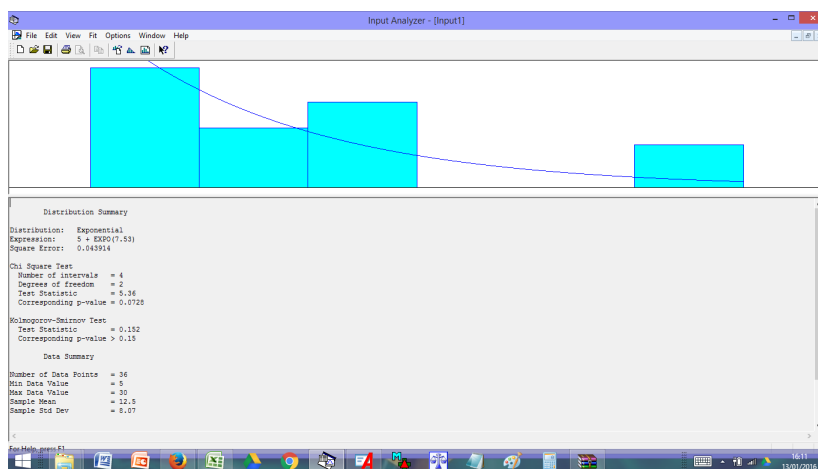 Input Analyzer - [Input1]
File Edit View Fit Options Window Help
Distribution Summary
Distribution: Exponential
Expression: 5 + EXPO(7.53)
Square Error: 0.043914
Chi Square Test
Number of intervals = 4
Degrees of freedom = 2
Test Statistic = 5.36
Corresponding p-value = 0.0728
Kolmogorov-Smirnov Test
Test Statistic = 0.152
Corresponding p-value > 0.15
Data Summary
Number of Data Points = 36
Min Data Value = 5
Max Data Value = 30
Sample Mean = 12.5
Sample Std Dev = 8.07
For Help, press F1
16:11
13/01/2016